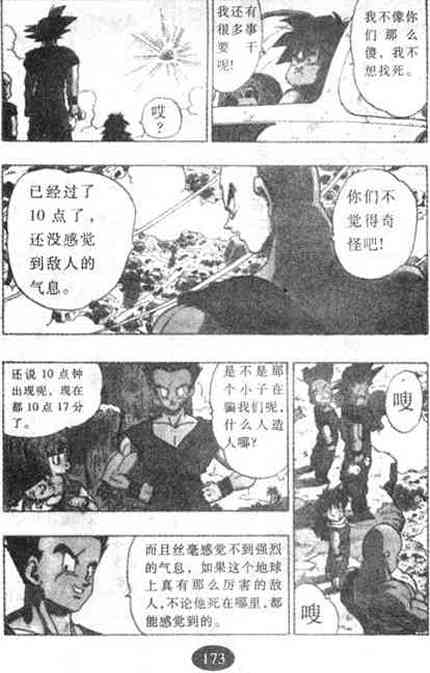 我不像你
们那么
傻，我不
想找死。
我还有
很多事
要干
呢!
哎
?
你们不
觉得奇
怪吧!
已经过了
10点了，
还没感觉
到敌人的
气息。
嗖
嗖
是不是那
个小子在
骗我们呢，
什么人造
人哪?
还说10点钟
出现呢，现在
都10点17分
了。
而且丝毫感觉不到强烈
的气息，如果这个地球
上真有那么厉害的敌
人，不论他死在哪里，都
能感觉到的。
173